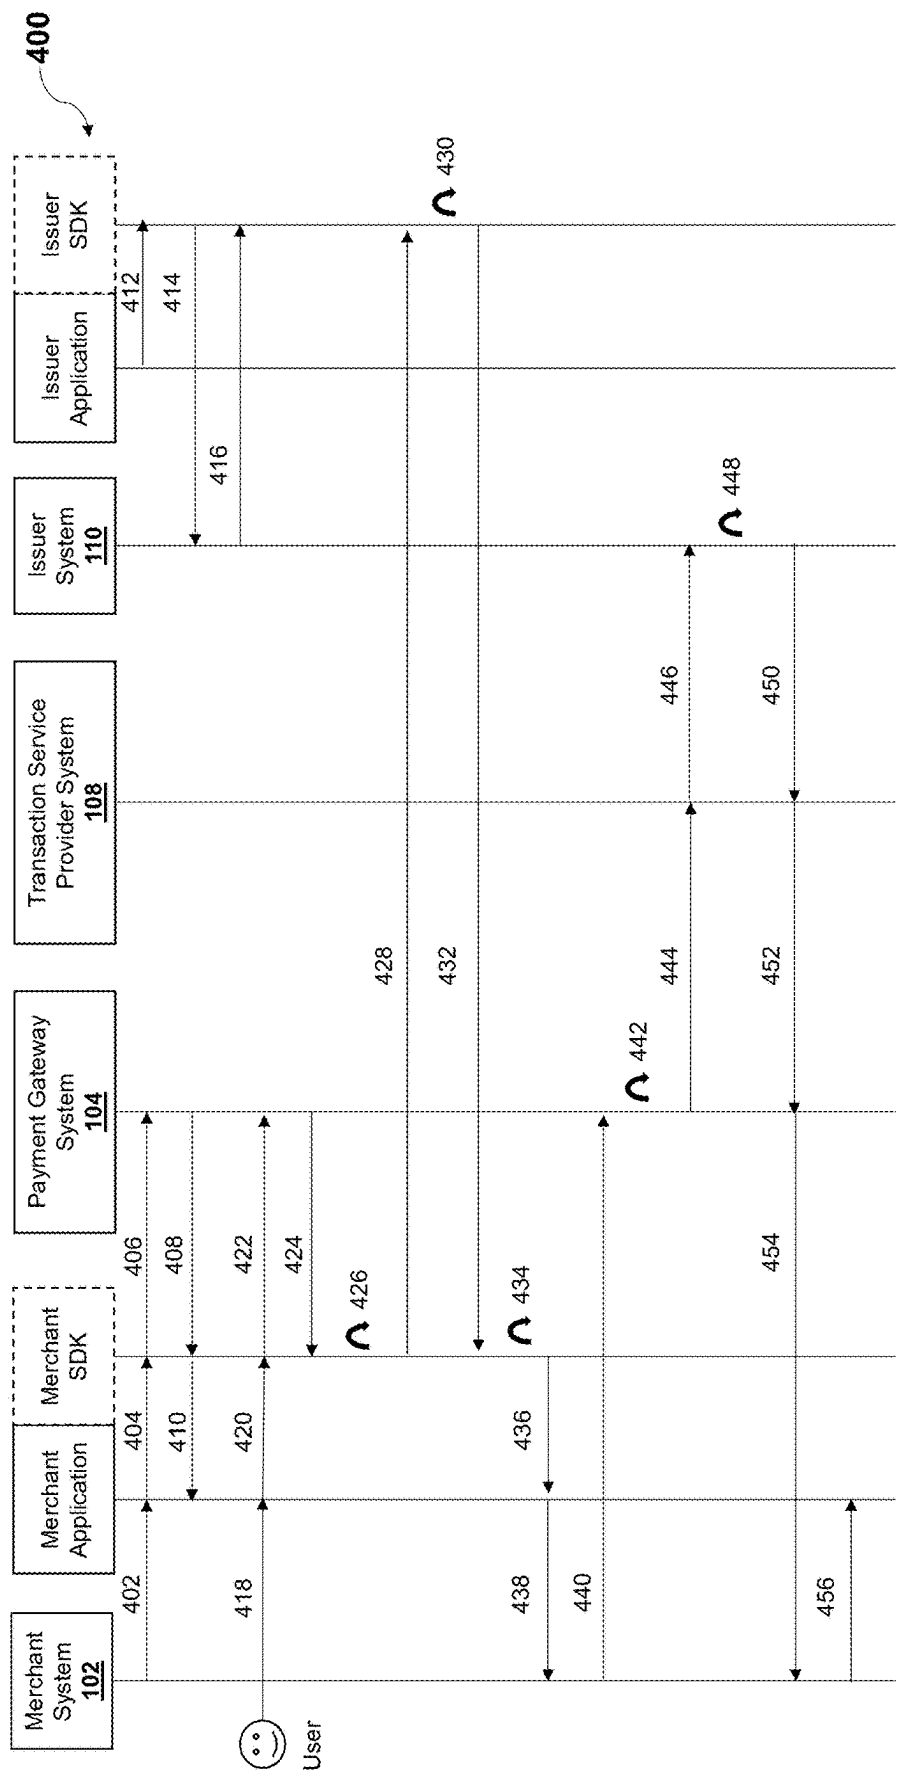 400
Merchant
System
102
Merchant
Application
Merchant
SDK
Payment Gateway
System
104
Transaction Service
Provider System
108
Issuer
System
110
Issuer
Application
Issuer
SDK
402
404
406
412
410
408
414
416
User
418
420
422
424
426
428
430
432
434
436
438
440
442
444
446
448
450
452
454
456